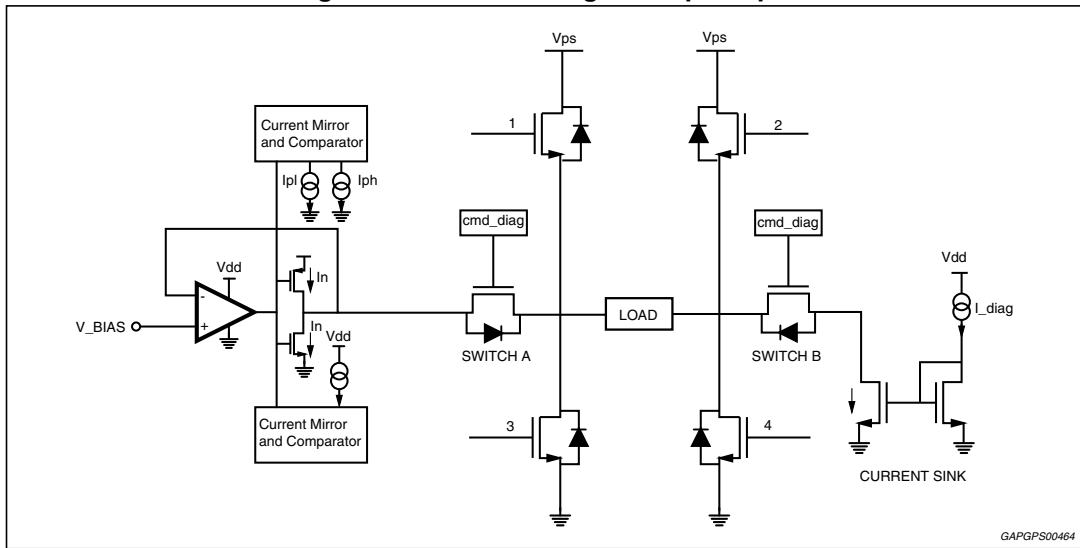 Vps
Vps
Current Mirror
and Comparator
1
2
Ipl
Iph
cmd_diag
cmd_diag
Vdd
Vdd
In
I_diag
-
V_BIAS
+
In
Vdd
LOAD
SWITCH A
SWITCH B
Current Mirror
and Comparator
3
4
CURRENT SINK
GAPGPS00464